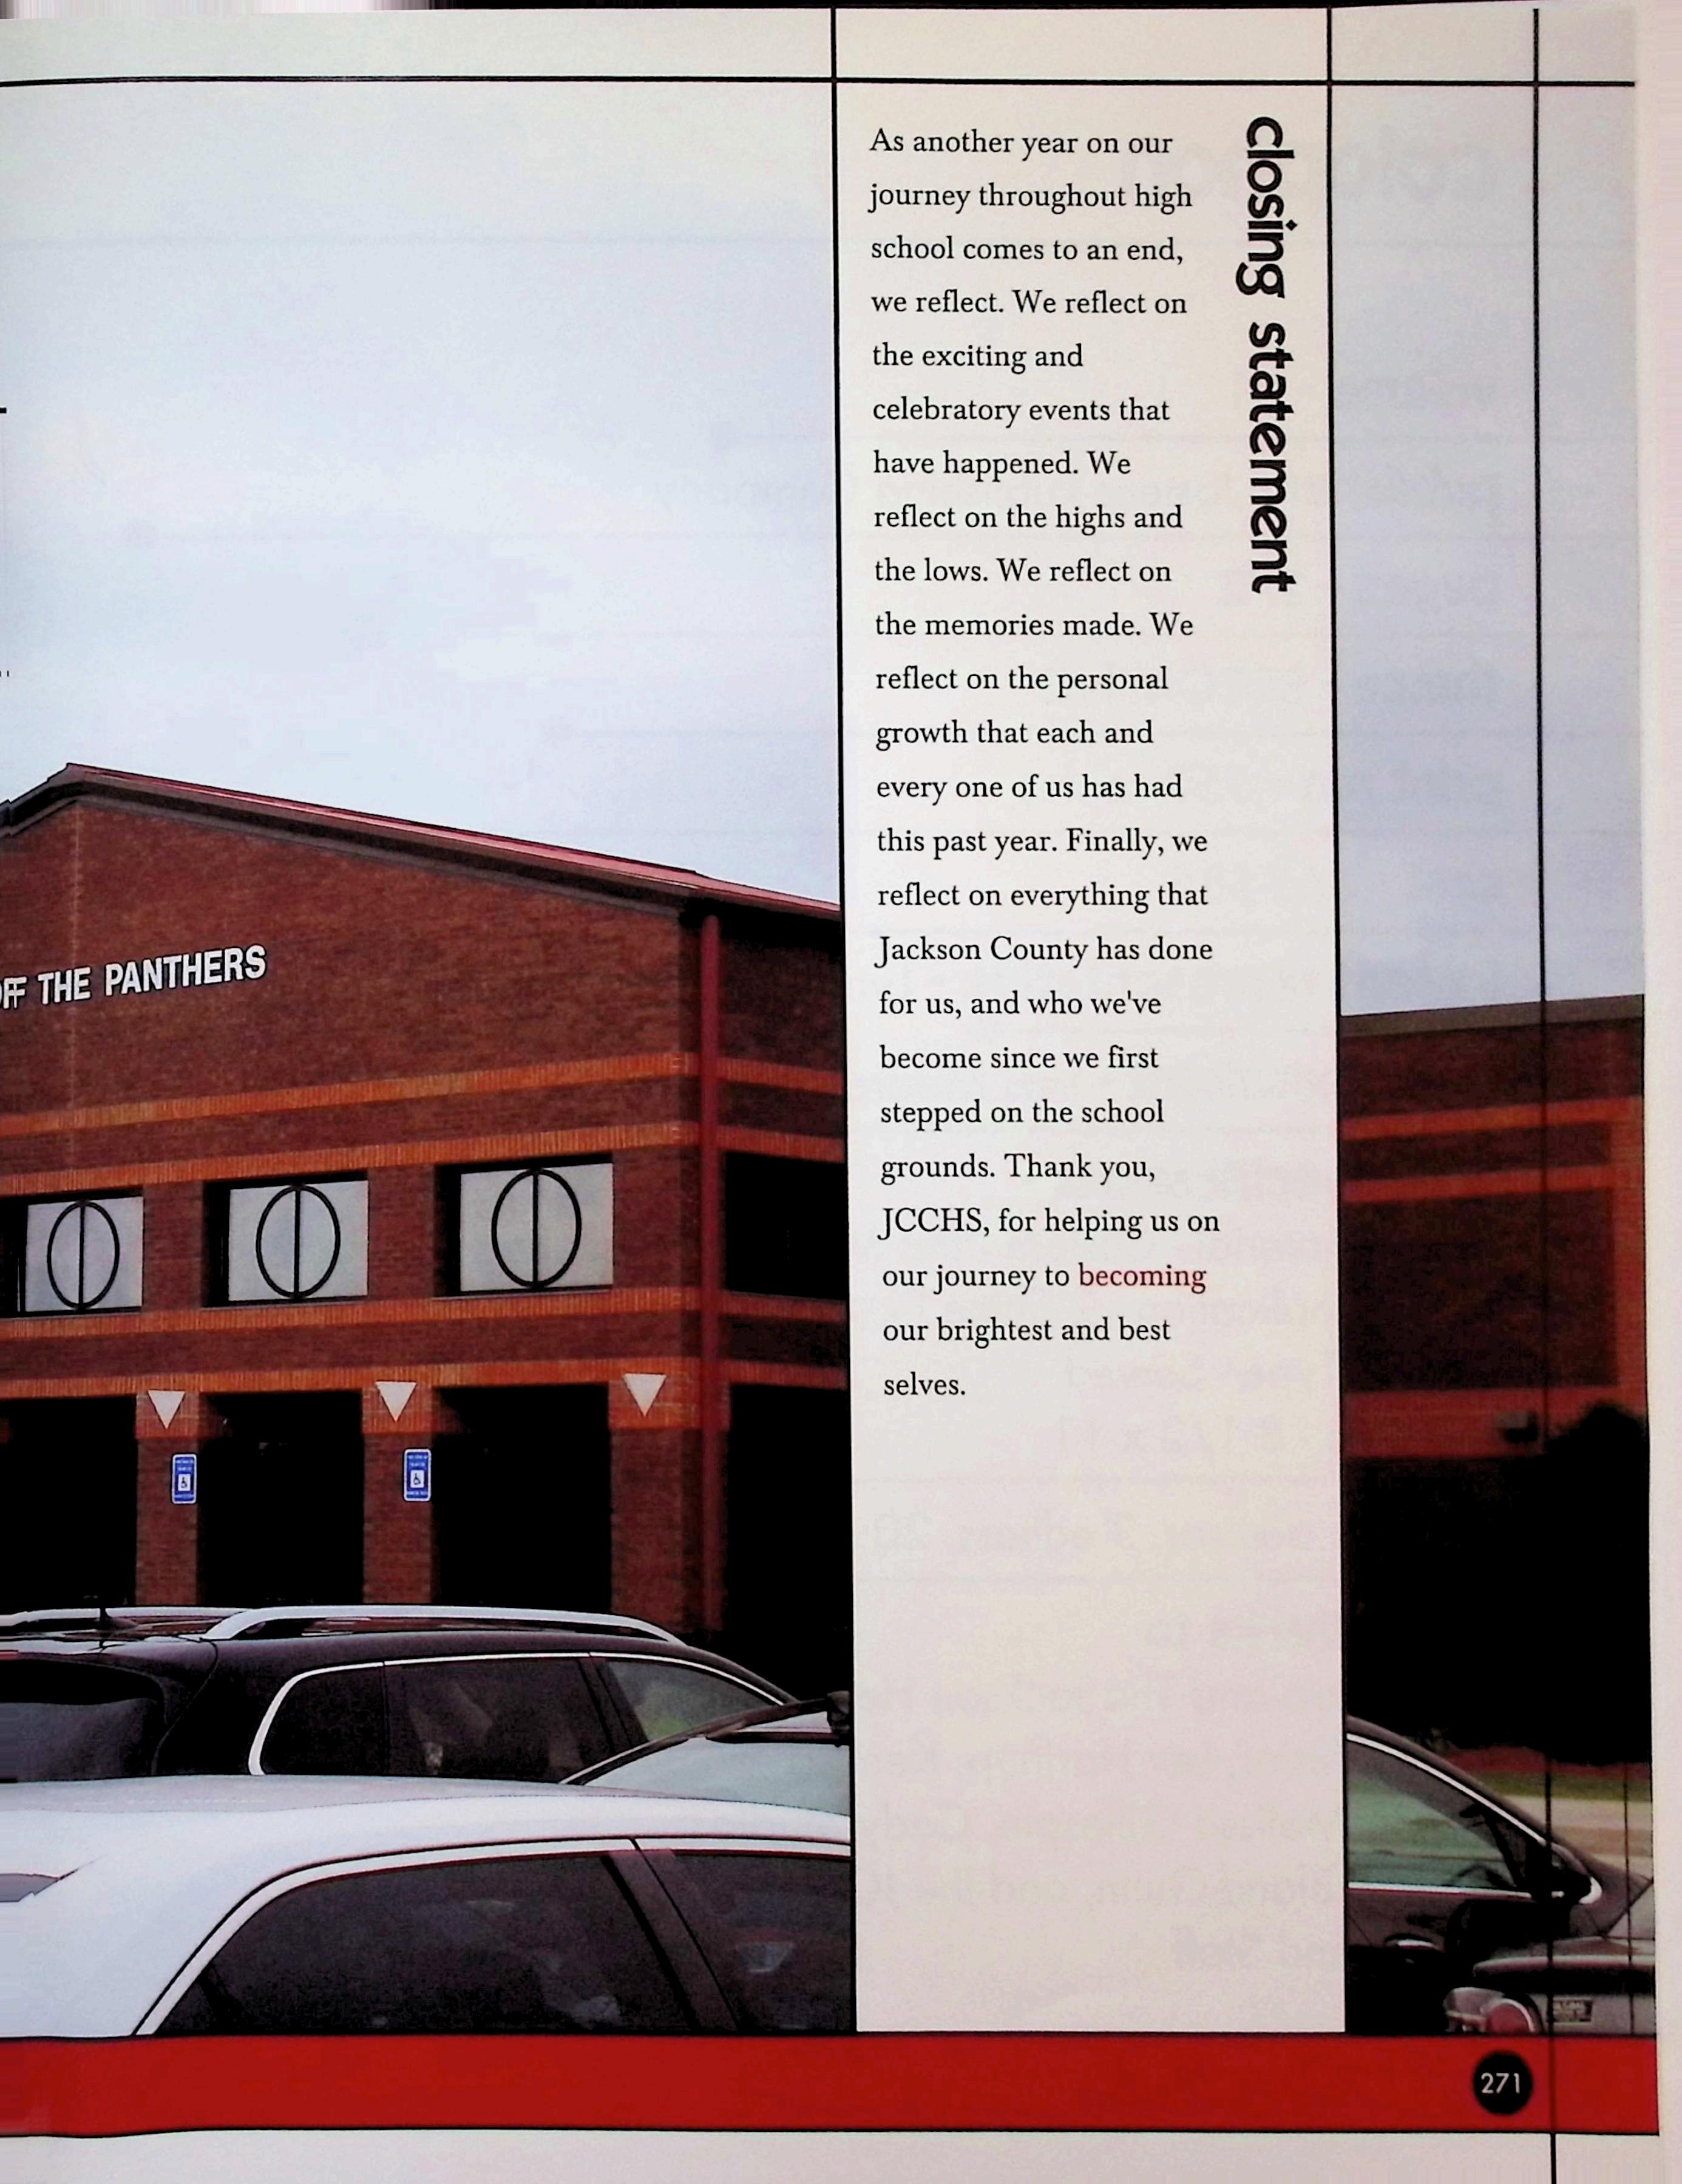 closing statement
As another year on our
journey throughout high
school comes to an end,
we reflect. We reflect on
the exciting and
celebratory events that
have happened. We
reflect on the highs and
the lows. We reflect on
the memories made. We
reflect on the personal
growth that each and
every one of us has had
this past year. Finally, we
reflect on everything that
Jackson County has done
for us, and who we've
become since we first
stepped on the school
grounds. Thank you,
JCCHS, for helping us on
our journey to becoming
our brightest and best
selves.
THE PANTHERS
271